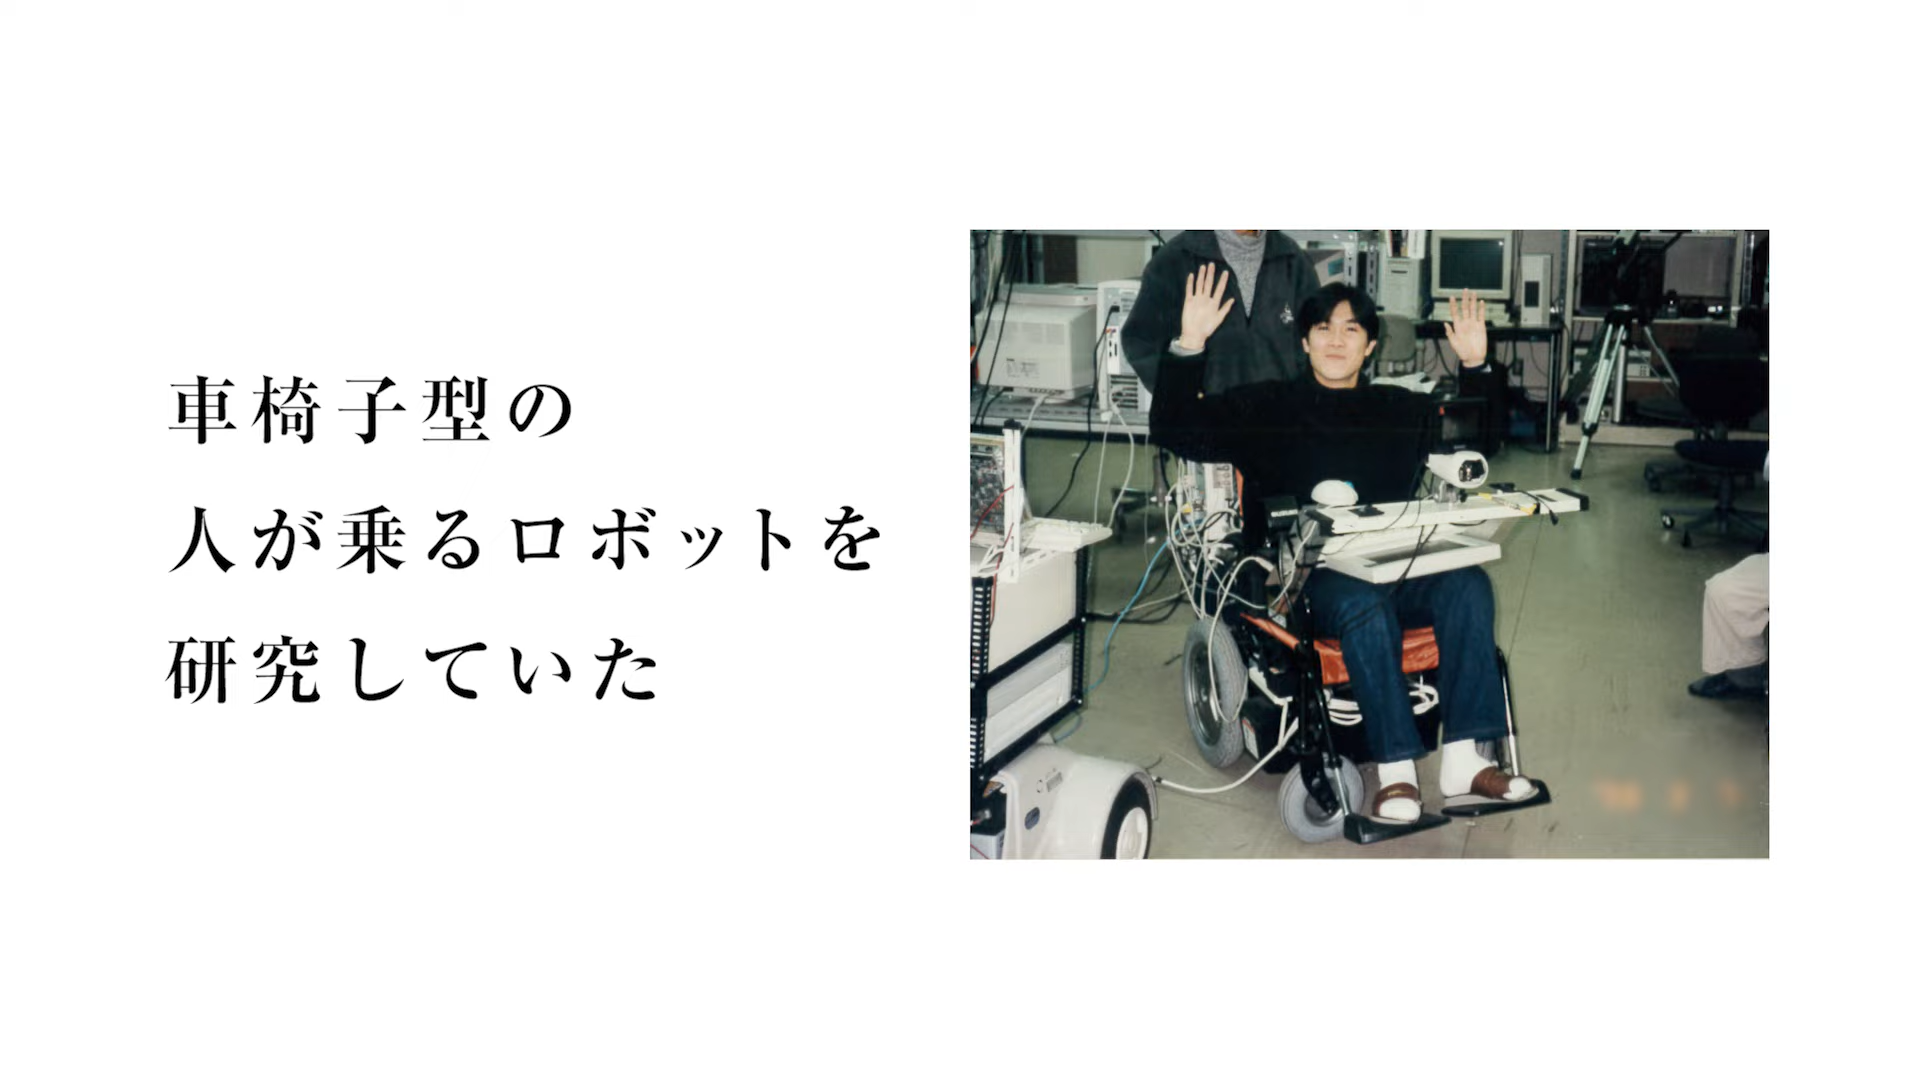 車椅子型の
人が乗るロボットを
研究していた